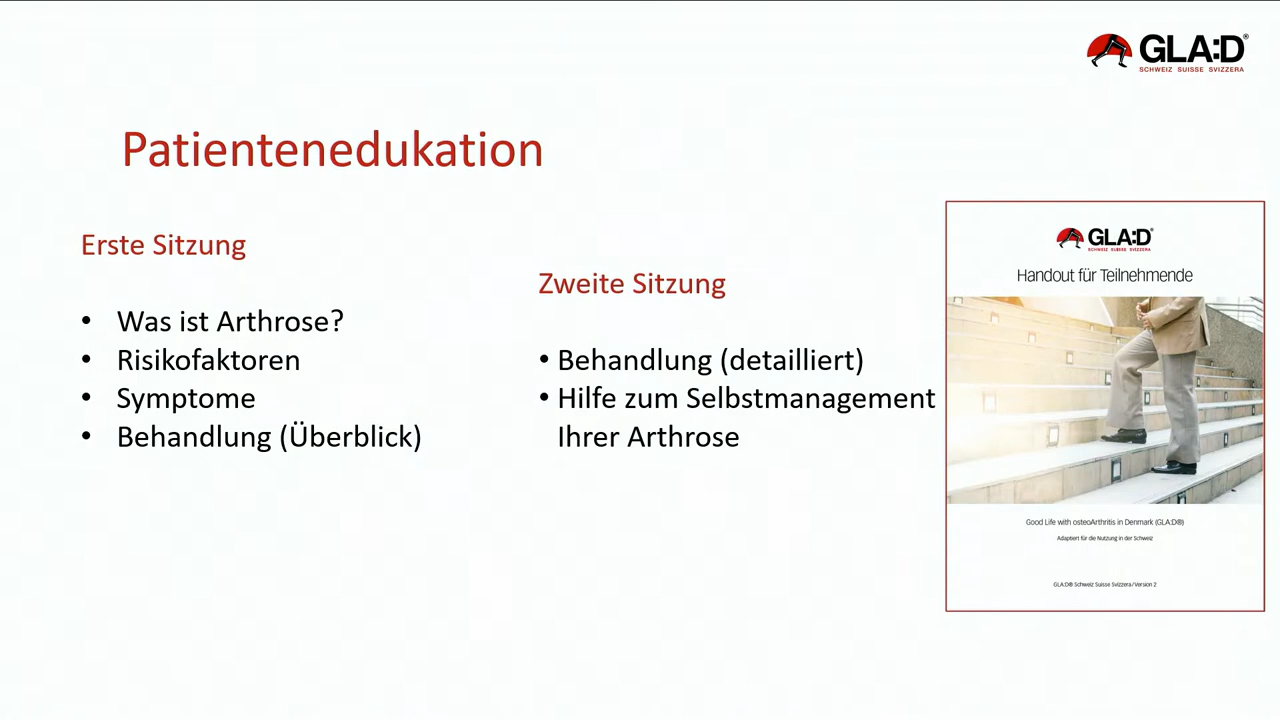 GLA:D®
SCHWEIZ SUISSE SVIZZERA
Patientenedukation
Erste Sitzung
• Was ist Arthrose?
• Risikofaktoren
• Symptome
• Behandlung (Überblick)
Zweite Sitzung
• Behandlung (detailliert)
• Hilfe zum Selbstmanagement
Ihrer Arthrose
GLA:D®
SCHWEIZ SUISSE SVIZZERA
Handout für Teilnehmende
Good Life with osteoArthritis in Denmark (GLA:D®)
Adaptiert für die Nutzung in der Schweiz
GLA:D® Schweiz Suisse Svizzera/Version 2